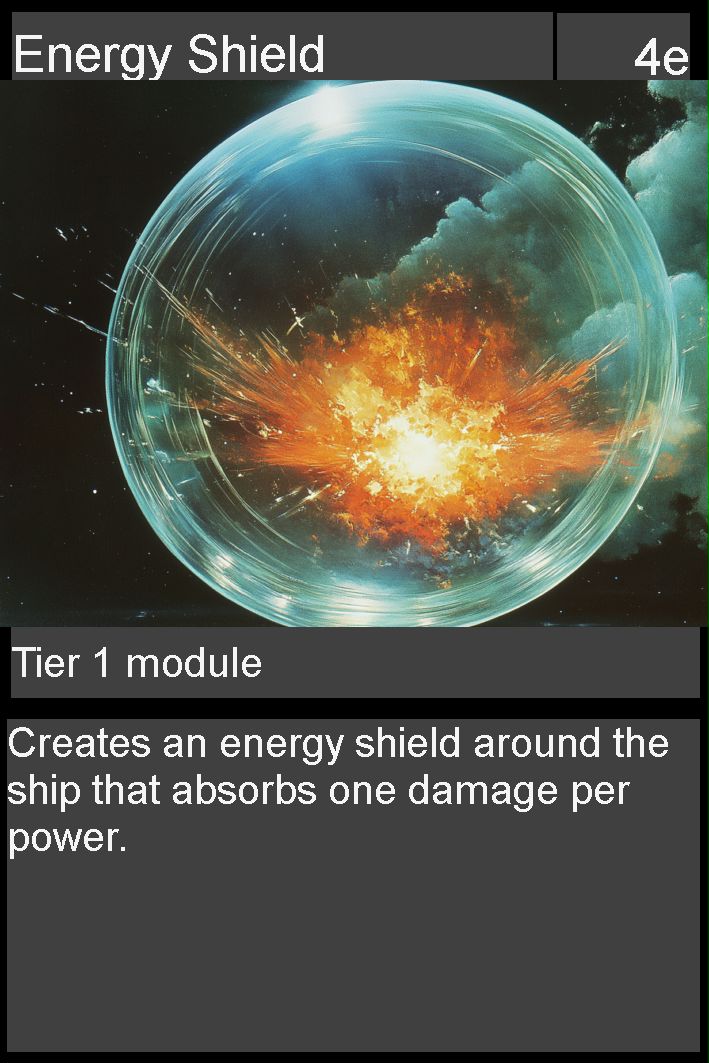 Energy Shield
4e
Tier 1 module
Creates an energy shield around the
ship that absorbs one damage per
power.